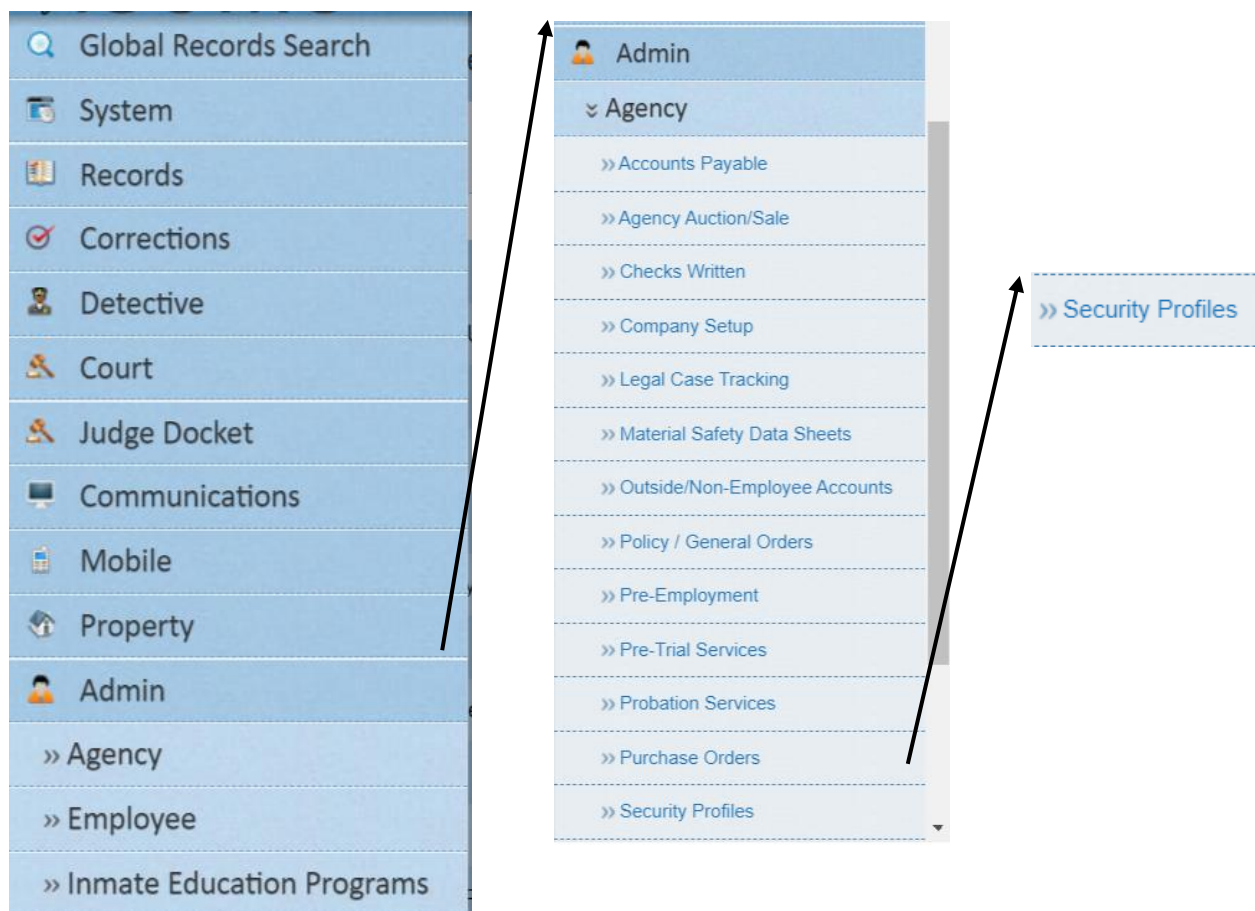 Global Records Search
System
Records
Corrections
Detective
Court
Judge Docket
Communications
Mobile
Property
Admin
» Agency
» Employee
» Inmate Education Programs
Admin
Agency
» Accounts Payable
» Agency Auction/Sale
» Checks Written
» Company Setup
» Legal Case Tracking
» Material Safety Data Sheets
» Outside/Non-Employee Accounts
» Policy / General Orders
» Pre-Employment
» Pre-Trial Services
» Probation Services
» Purchase Orders
» Security Profiles
» Security Profiles